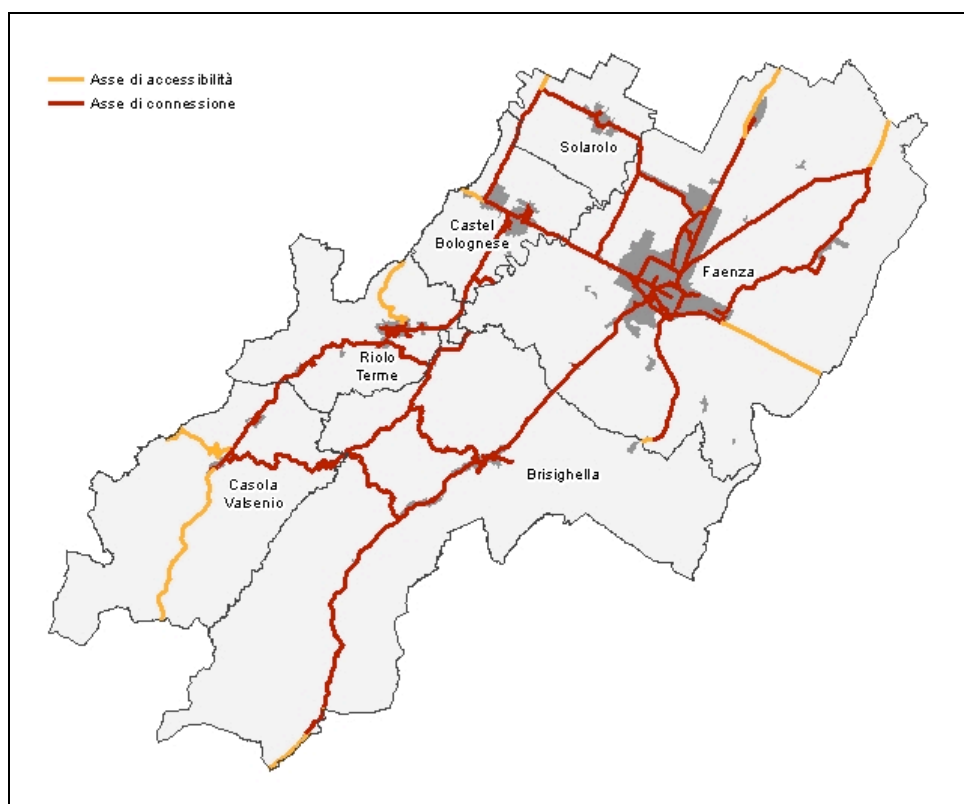 Asse di accessibilità
Asse di connessione
Solarolo
Castel
Bolognese
Faenza
Riolo
Terme
Casola
Valsenio
Brisighella